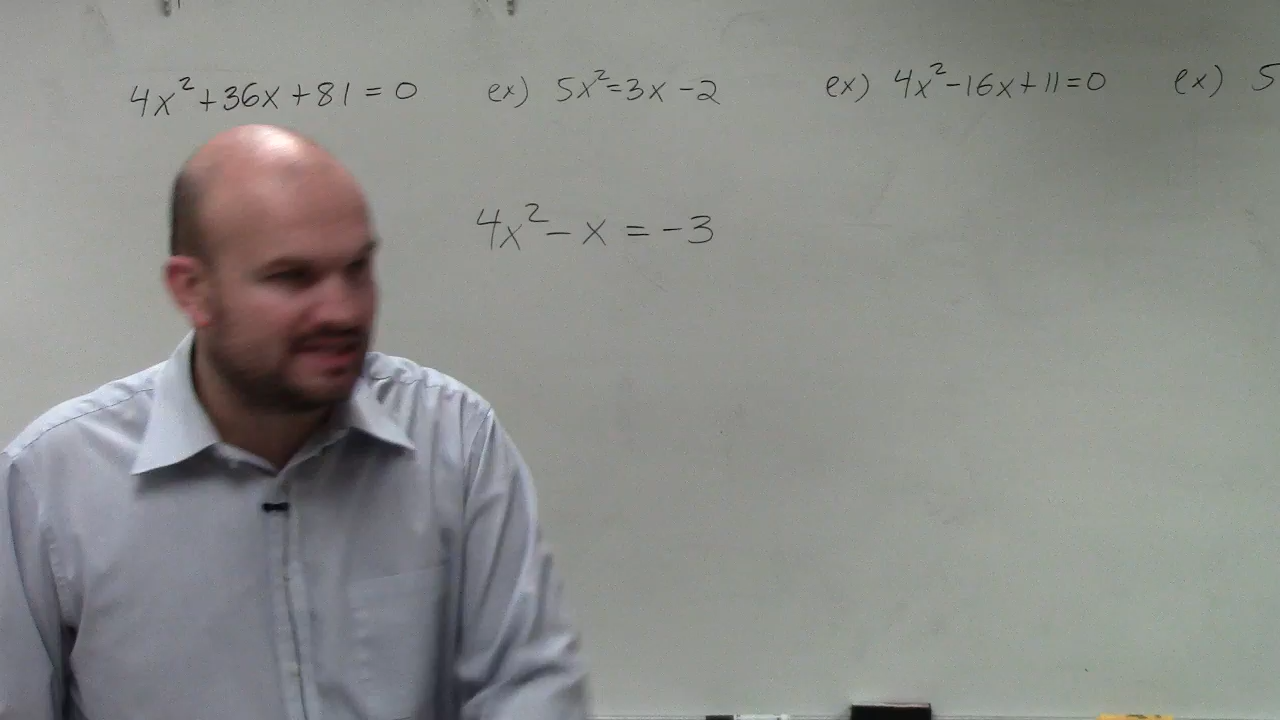 4x²+36x+81=0 ex) 5x²=3x-2 ex) 4x²-16x+11=0 ex) 5
4x²-x=-3